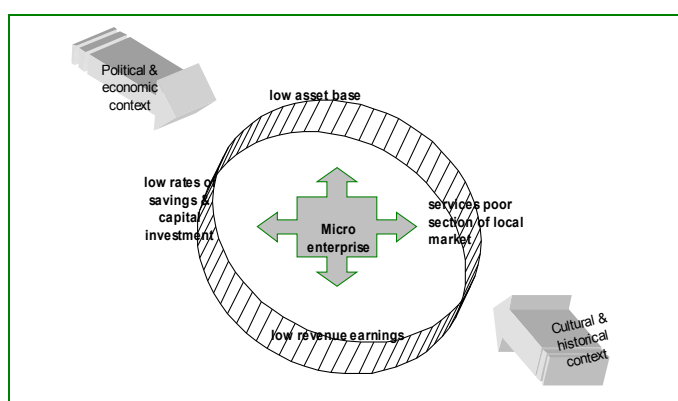 Political &
economic
context
low asset base
low rates of
savings &
capital
investment
Micro
enterprise
services poor
section of local
market
low revenue earnings
Cultural &
historical
context